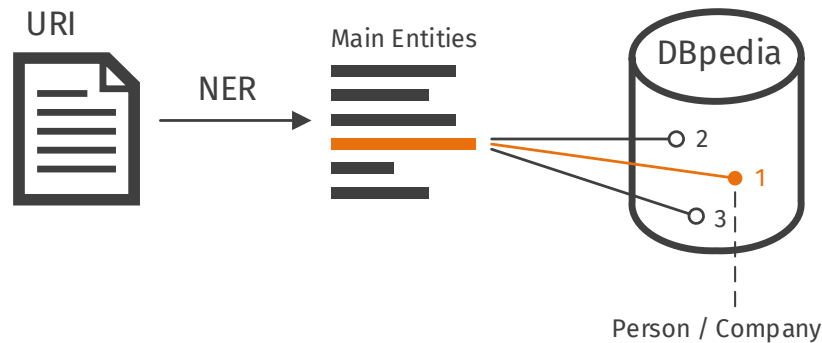 URI
NER
Main Entities
DBpedia
2
1
3
Person / Company